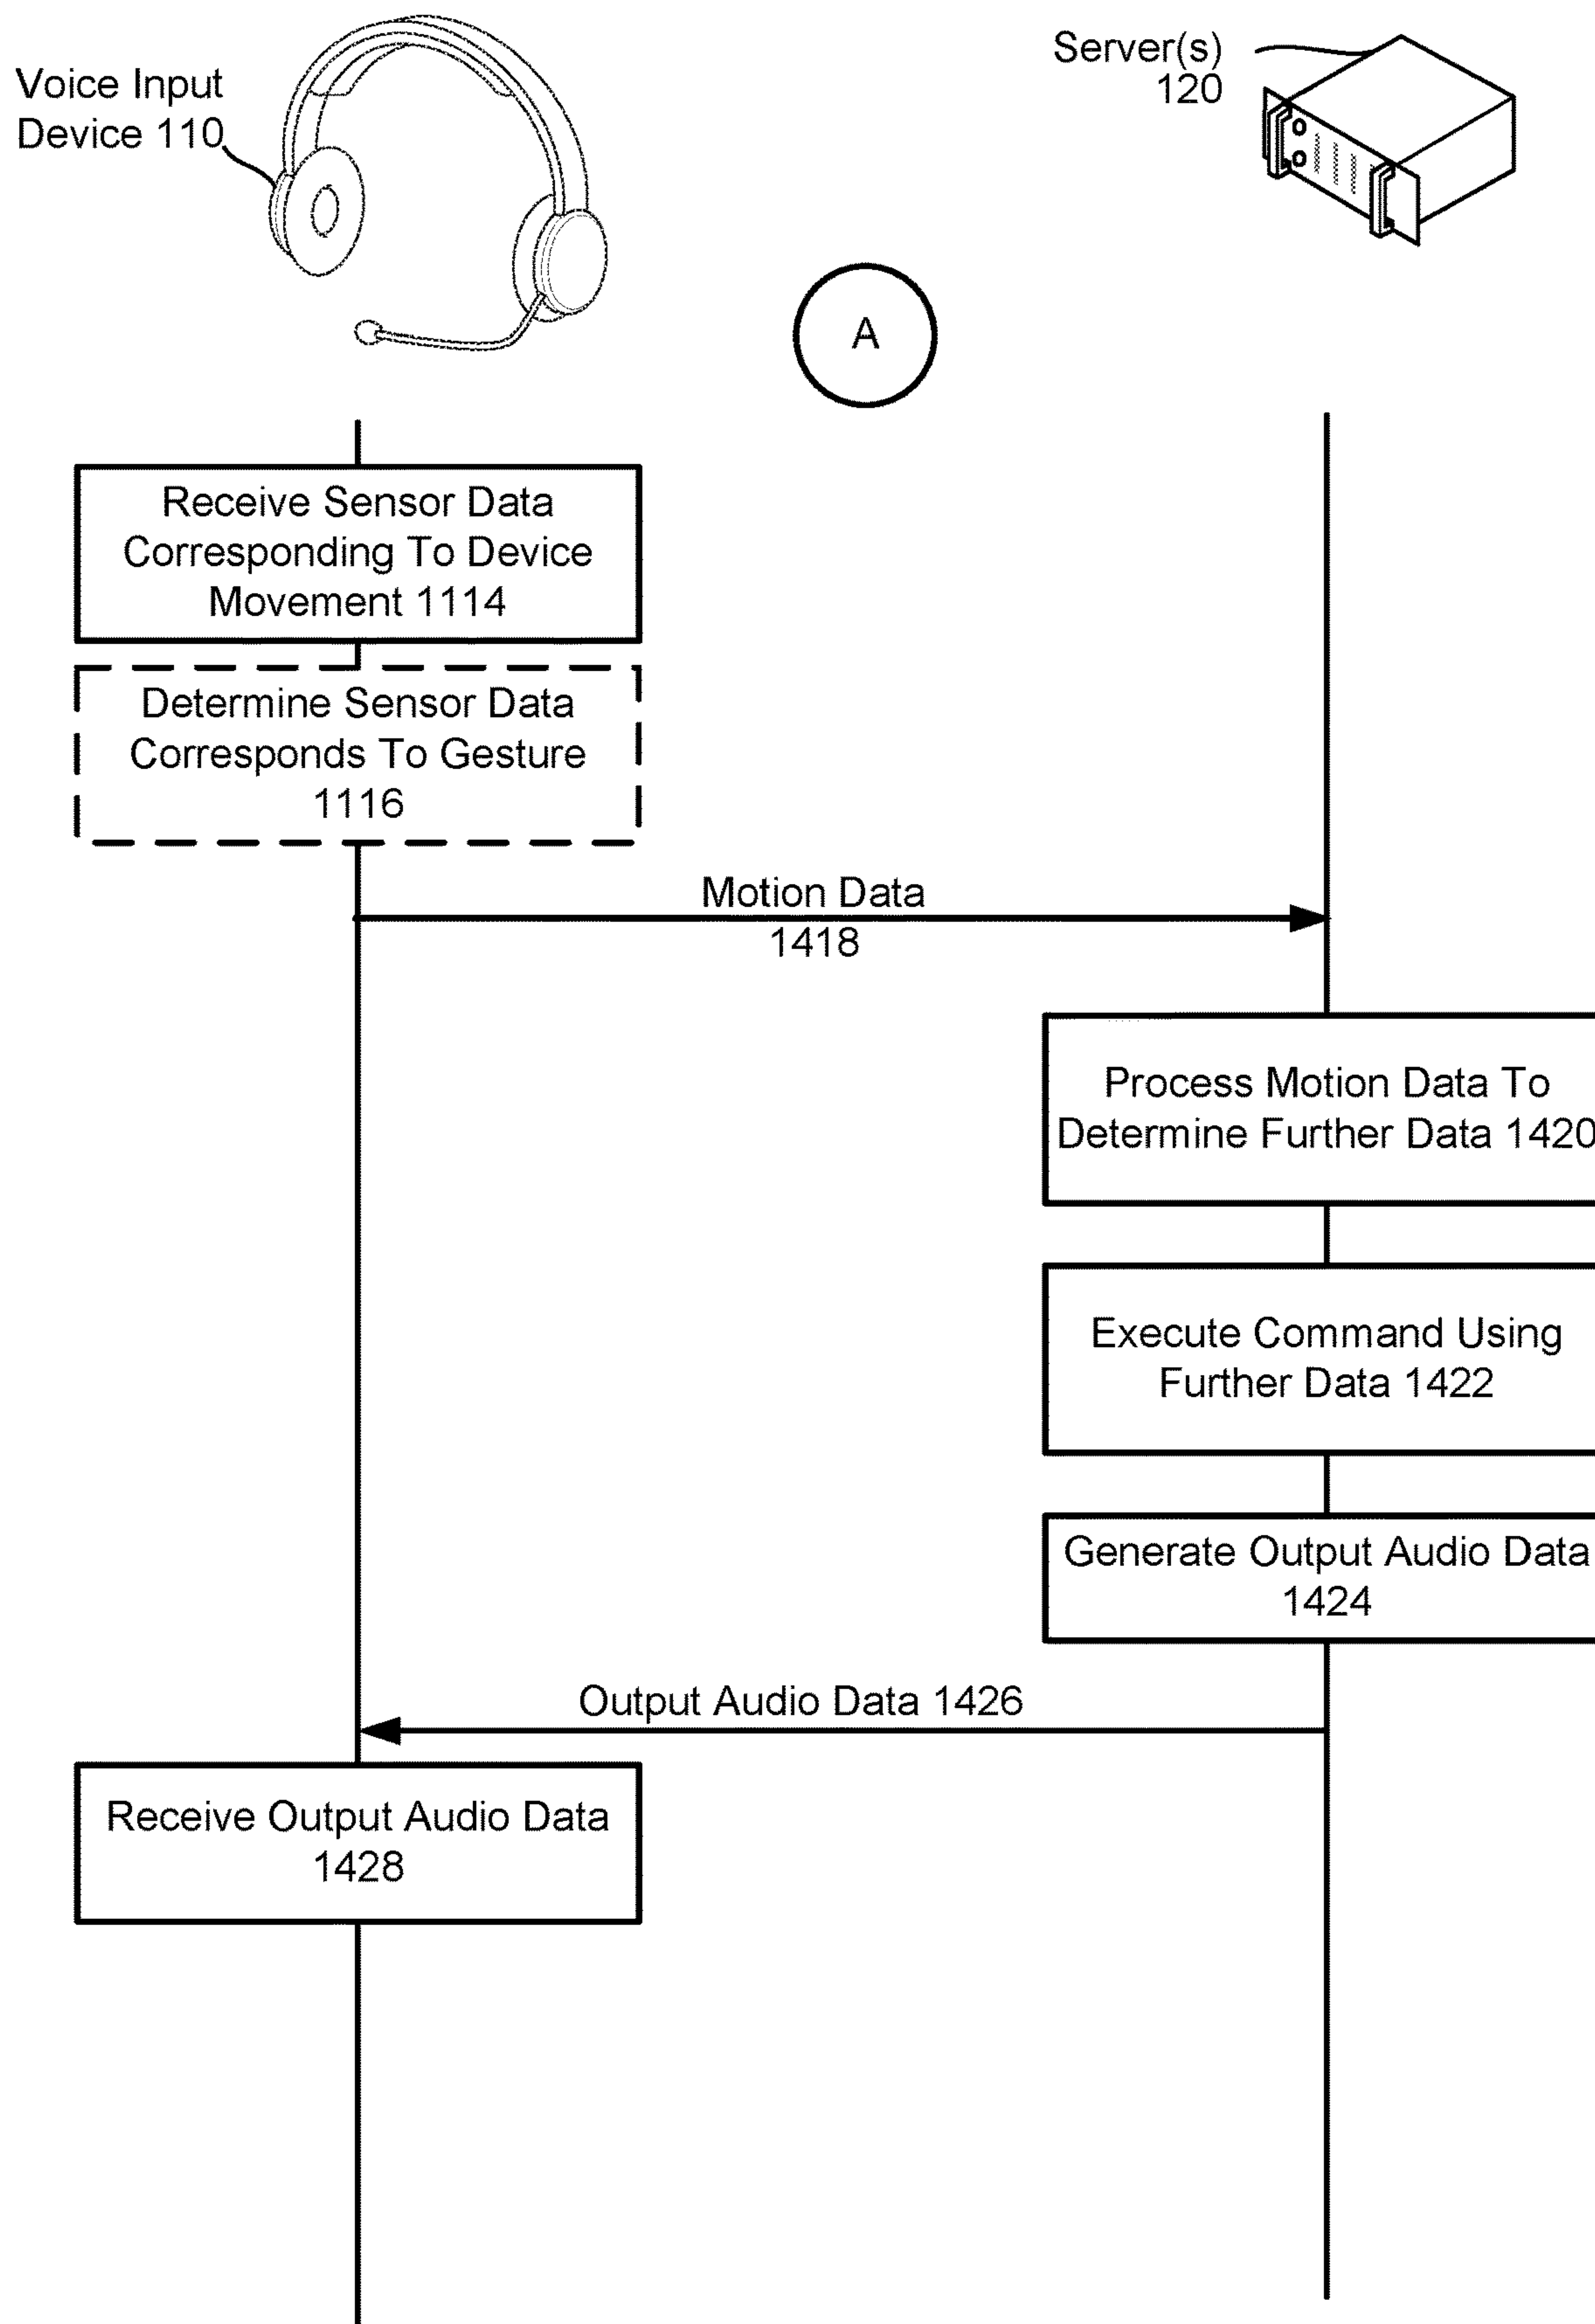 Voice Input
Device 110
Server(s)
120
A
Receive Sensor Data
Corresponding To Device
Movement 1114
Determine Sensor Data
Corresponds To Gesture
1116
Motion Data
1418
Process Motion Data To
Determine Further Data 1420
Execute Command Using
Further Data 1422
Generate Output Audio Data
1424
Output Audio Data 1426
Receive Output Audio Data
1428